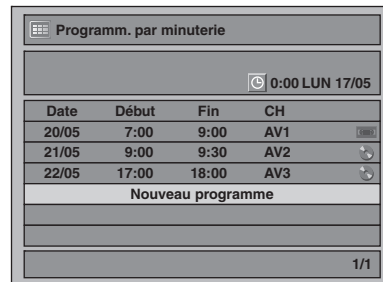 Programm. par minuterie
0:00 LUN 17/05
Date Début Fin CH
20/05 7:00 9:00 AV1
21/05 9:00 9:30 AV2
22/05 17:00 18:00 AV3
Nouveau programme
1/1